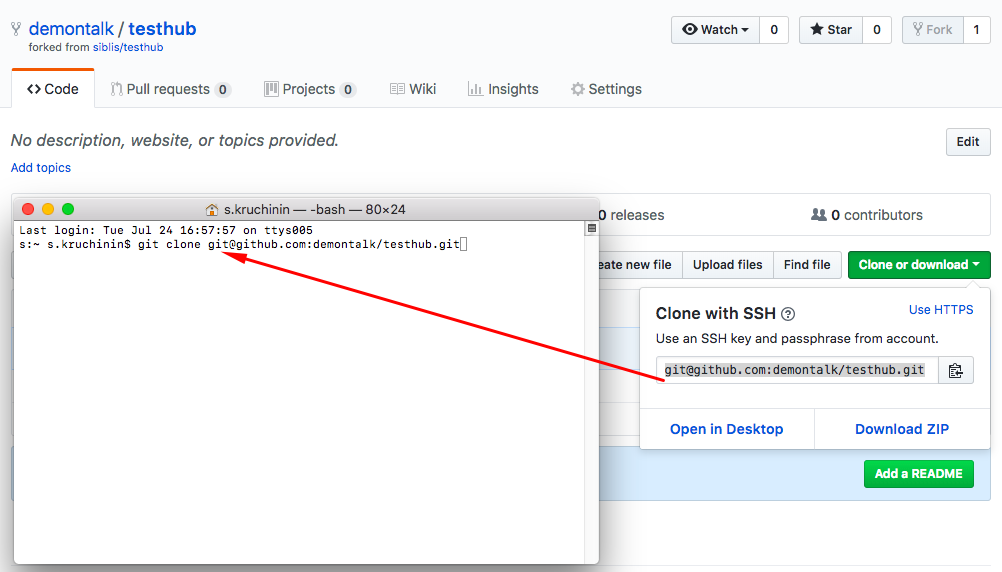 demontalk / testhub
forked from siblis/testhub
Watch 0 Star 0 Fork 1
Code Pull requests 0 Projects 0 Wiki Insights Settings
No description, website, or topics provided.
Edit
Add topics
s.kruchinin — -bash — 80×24
Last login: Tue Jul 24 16:57:57 on ttys005
s:~ s.kruchinin$ git clone git@github.com:demontalk/testhub.git
0 releases
0 contributors
eate new file Upload files Find file Clone or download
Clone with SSH ? Use HTTPS
Use an SSH key and passphrase from account.
git@github.com:demontalk/testhub.git
Open in Desktop Download ZIP
Add a README